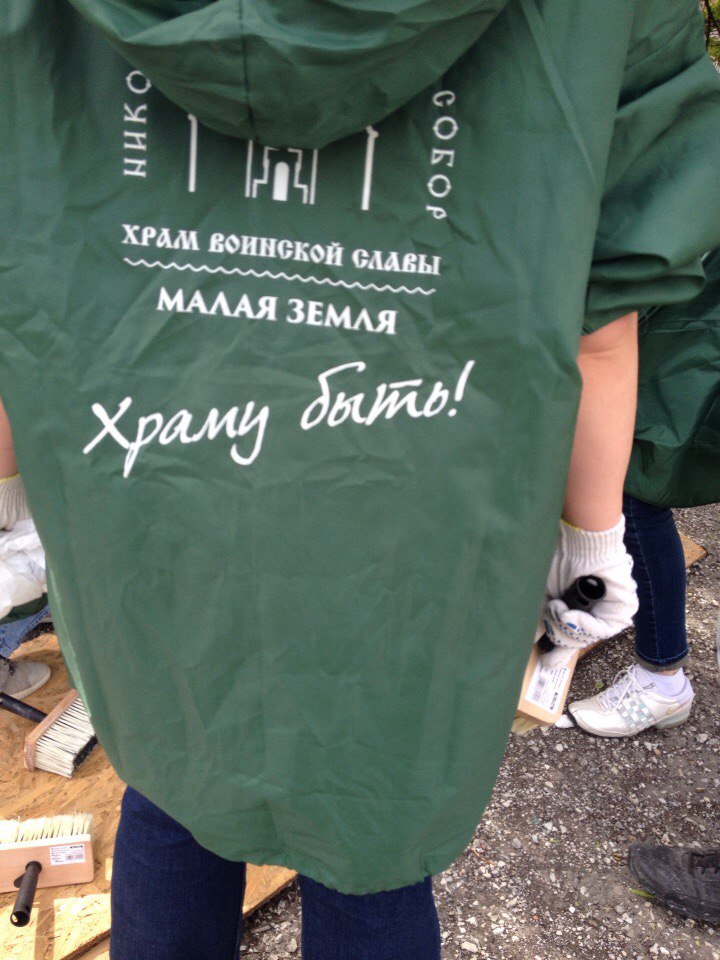 НИКО
СОБОР
ХРАМ ВОИНСКОЙ СЛАВЫ
МАЛАЯ ЗЕМЛЯ
Храму быть!